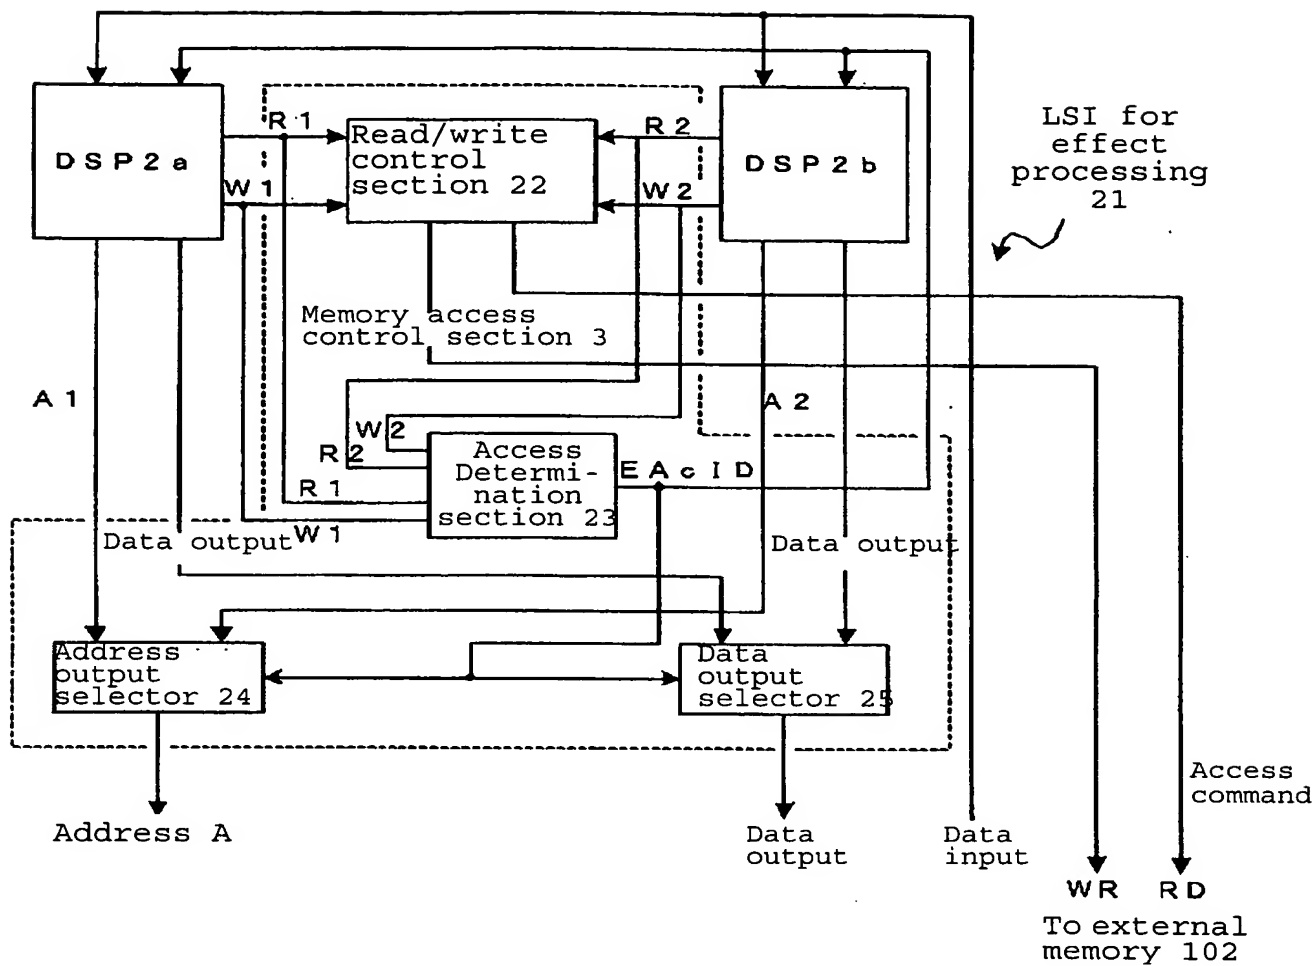 R1
Read/write
control
section 22
R2
LSI for
effect
processing
21
DSP2a
DSP2b
W1
W2
Memory access
control section 3
A1
A2
W2
R2
R1
W1
Access
Determi-
nation
section 23
EAcID
Data output
Data output
Address
output
selector 24
Data
output
selector 25
Address A
Data
output
Data
input
Access
command
WR RD
To external
memory 102